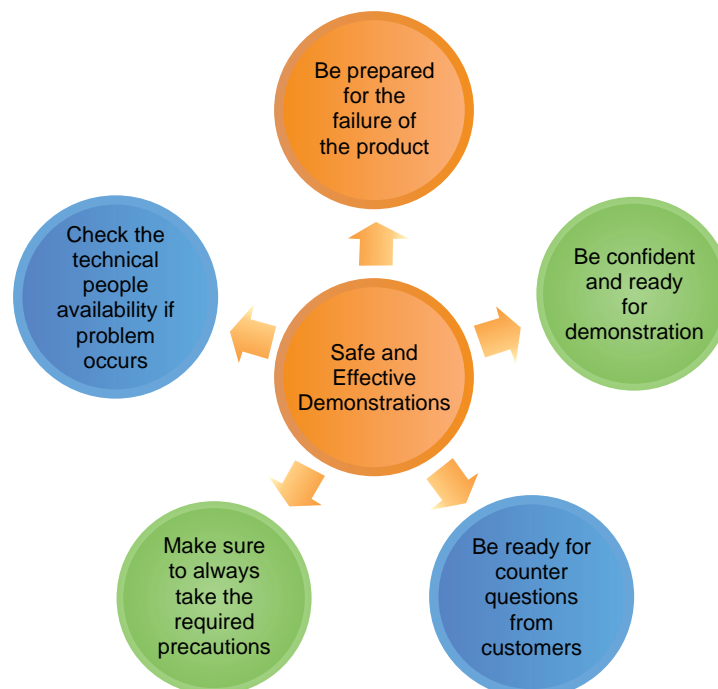 Be prepared
for the
failure of
the product
Be confident
and ready
for
demonstration
Be ready for
counter
questions
from
customers
Make sure
to always
take the
required
precautions
Check the
technical
people
availability if
problem
occurs
Safe and
Effective
Demonstrations